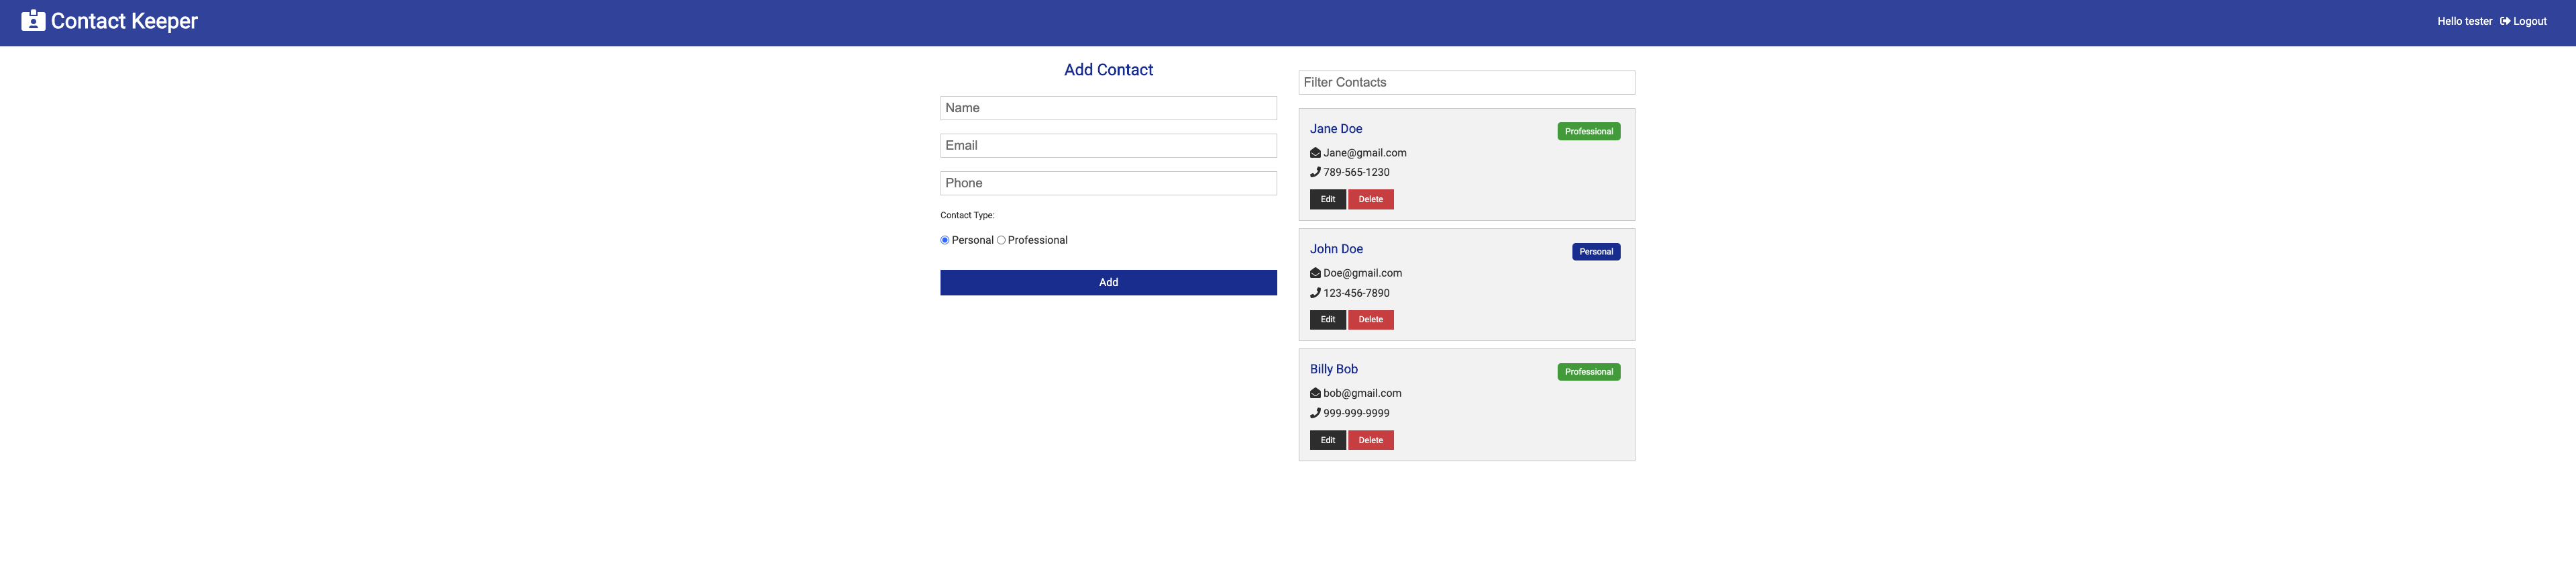 Contact Keeper
Hello tester Logout
Add Contact
Name
Email
Phone
Contact Type:
Personal Professional
Add
Filter Contacts
Jane Doe
Professional
Jane@gmail.com
789-565-1230
Edit Delete
John Doe
Personal
Doe@gmail.com
123-456-7890
Edit Delete
Billy Bob
Professional
bob@gmail.com
999-999-9999
Edit Delete